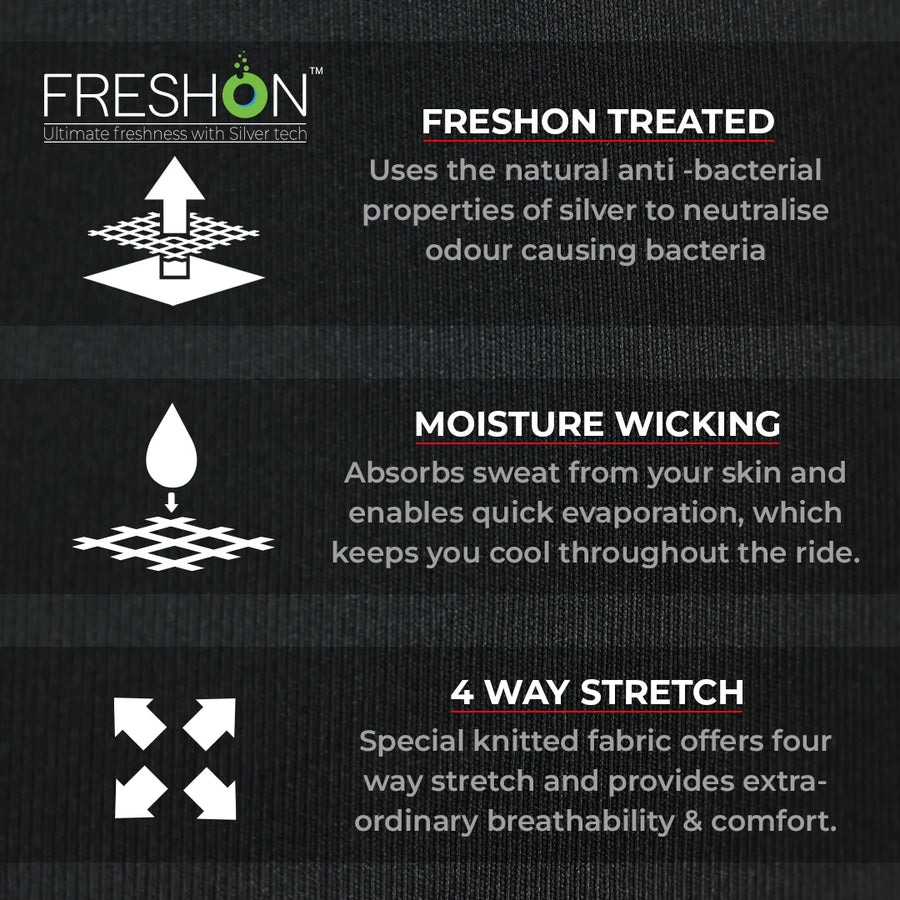 FRESHON™
Ultimate freshness with Silver tech
FRESHON TREATED
Uses the natural anti -bacterial
properties of silver to neutralise
odour causing bacteria
MOISTURE WICKING
Absorbs sweat from your skin and
enables quick evaporation, which
keeps you cool throughout the ride.
4 WAY STRETCH
Special knitted fabric offers four
way stretch and provides extra-
ordinary breathability & comfort.